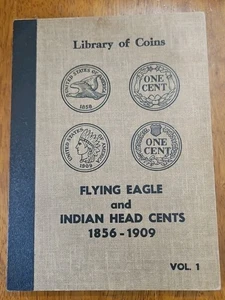 Library of Coins
UNITED STATES OF AMERICA
1858
ONE
CENT
UNITED STATES OF AMERICA
1909
ONE
CENT
FLYING EAGLE
and
INDIAN HEAD CENTS
1856-1909
VOL. 1